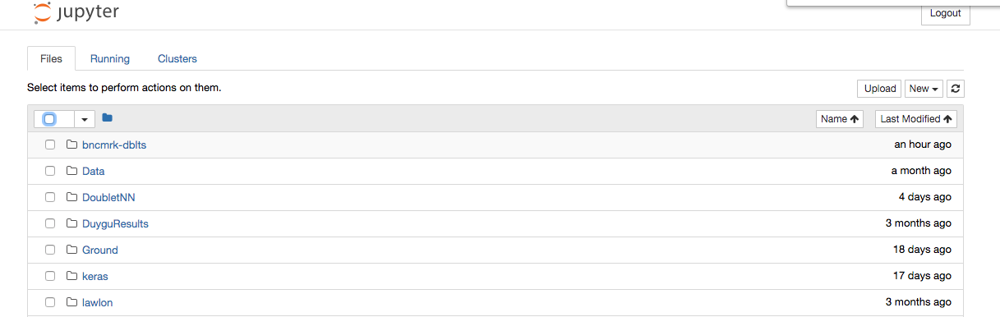 jupyter
Logout
Files Running Clusters
Select items to perform actions on them.
Upload New
Name Last Modified
bncmrk-dblts an hour ago
Data a month ago
DoubletNN 4 days ago
DuyguResults 3 months ago
Ground 18 days ago
keras 17 days ago
lawlon 3 months ago